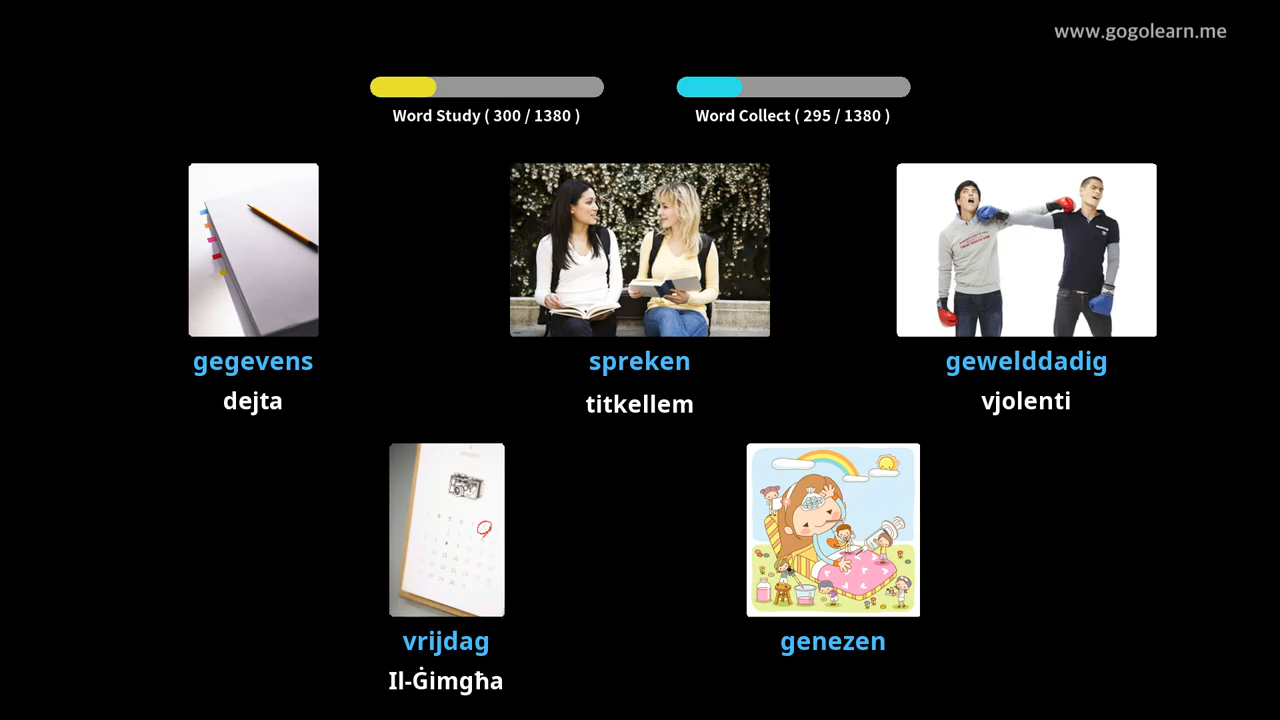 www.gogolearn.me
Word Study ( 300 / 1380 )
Word Collect ( 295 / 1380 )
gegevens
dejta
spreken
titkellem
gewelddadig
vjolenti
vrijdag
Il-Ġimgħa
genezen